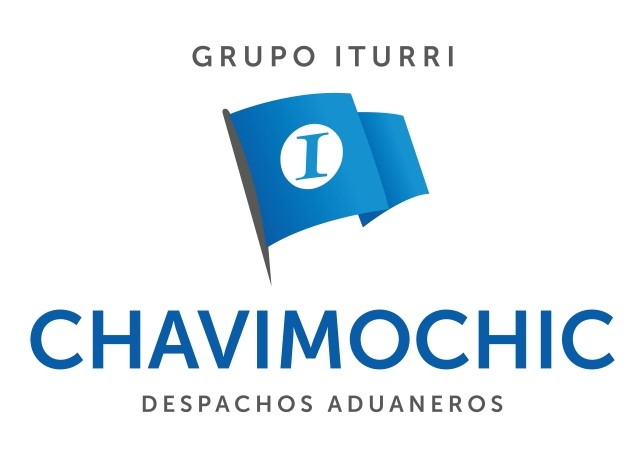 GRUPO ITURRI
I
CHAVIMOCHIC
DESPACHOS ADUANEROS